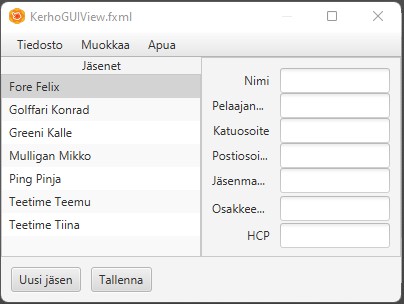 KerhoGUIView.fxml
Tiedosto Muokkaa Apua
Jäsenet
Fore Felix
Golffari Konrad
Greeni Kalle
Mulligan Mikko
Ping Pinja
Teetime Teemu
Teetime Tiina
Nimi
Pelaajan...
Katuosoite
Postiosoi...
Jäsenma...
Osakkee...
HCP
Uusi jäsen Tallenna